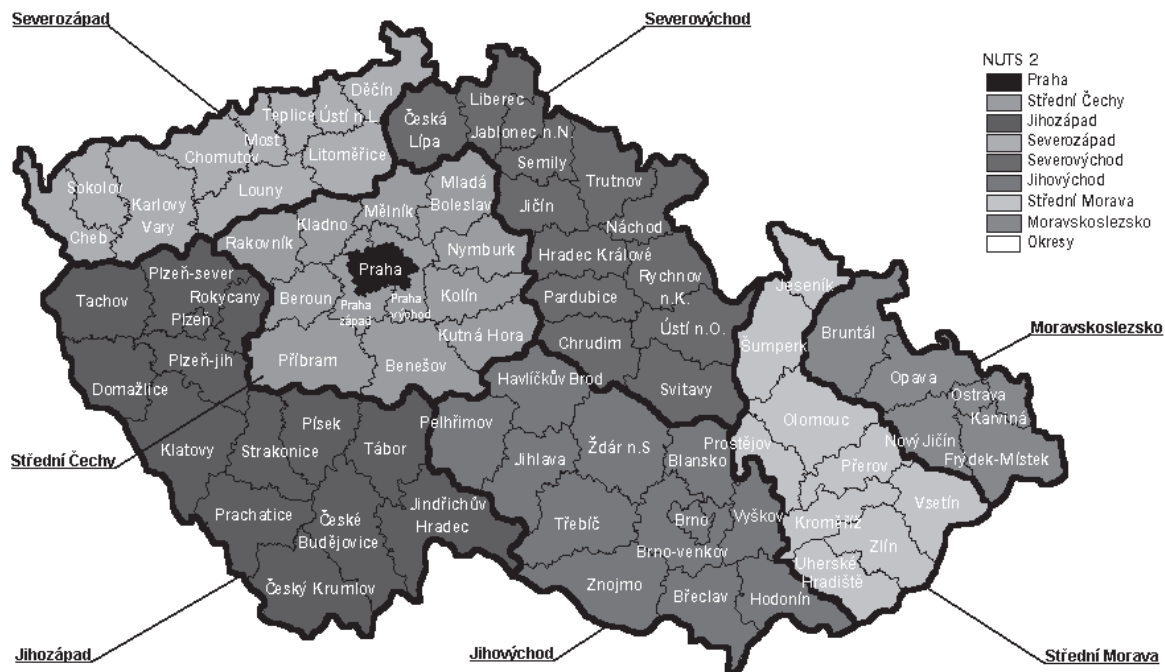 Severozápad
Severovýchod
NUTS 2
Praha
Střední Čechy
Jihozápad
Severozápad
Severovýchod
Jihovýchod
Střední Morava
Moravskoslezsko
Okresy
Děčín
Teplice
Ústí n.L.
Most
Chomutov
Litoměřice
Louny
Sokolov
Karlovy
Vary
Cheb
Česká
Lípa
Liberec
Jablonec n.N.
Semily
Trutnov
Jičín
Náchod
Hradec Králové
Rychnov
n.K.
Pardubice
Ústí n.O.
Chrudim
Svitavy
Mladá
Boleslav
Mělník
Kladno
Rakovník
Nymburk
Praha
Beroun
Praha
západ
Praha
východ
Kolín
Kutná Hora
Příbram
Benešov
Plzeň-sever
Tachov
Rokycany
Plzeň
Plzeň-jih
Domažlice
Klatovy
Písek
Strakonice
Tábor
Prachatice
České
Budějovice
Jindřichův
Hradec
Český Krumlov
Havlíčkův Brod
Pelhřimov
Jihlava
Ždár n.S
Blansko
Třebíč
Brno
Vyškov
Brno-venkov
Znojmo
Břeclav
Hodonín
Jeseník
Šumperk
Olomouc
Prostějov
Přerov
Kroměříž
Vsetín
Zlín
Uherské
Hradiště
Bruntál
Opava
Ostrava
Karviná
Nový Jičín
Frýdek-Místek
Moravskoslezsko
Střední Čechy
Jihozápad
Jihovýchod
Střední Morava